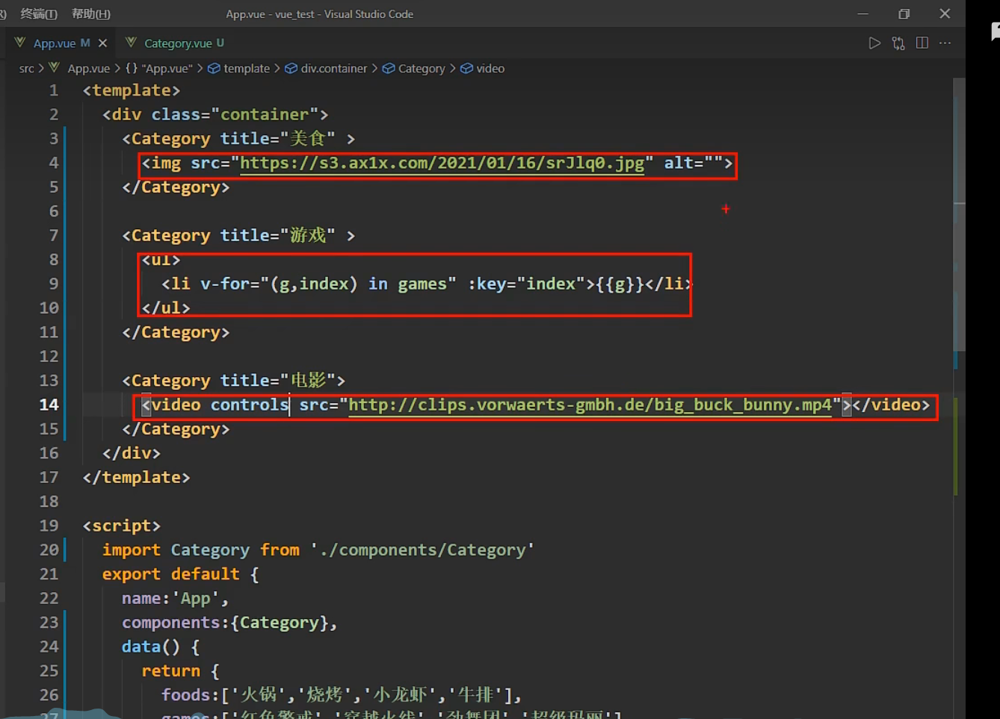 终端(T) 帮助(H) App.vue - vue_test - Visual Studio Code
App.vue M Category.vue U
src > App.vue > {} "App.vue" > template > div.container > Category > video
1 <template>
2 <div class="container">
3 <Category title="美食" >
4 <img src="https://s3.ax1x.com/2021/01/16/srJlq0.jpg" alt="">
5 </Category>
6
7 <Category title="游戏" >
8 <ul>
9 <li v-for="(g,index) in games" :key="index">{{g}}</li>
10 </ul>
11 </Category>
12
13 <Category title="电影">
14 <video controls src="http://clips.vorwaerts-gmbh.de/big_buck_bunny.mp4"></video>
15 </Category>
16 </div>
17 </template>
18
19 <script>
20 import Category from './components/Category'
21 export default {
22 name:'App',
23 components:{Category},
24 data() {
25 return {
26 foods:['火锅','烧烤','小龙虾','牛排'],
27 games:['红色警戒','穿越火线','劲舞团','超级玛丽']